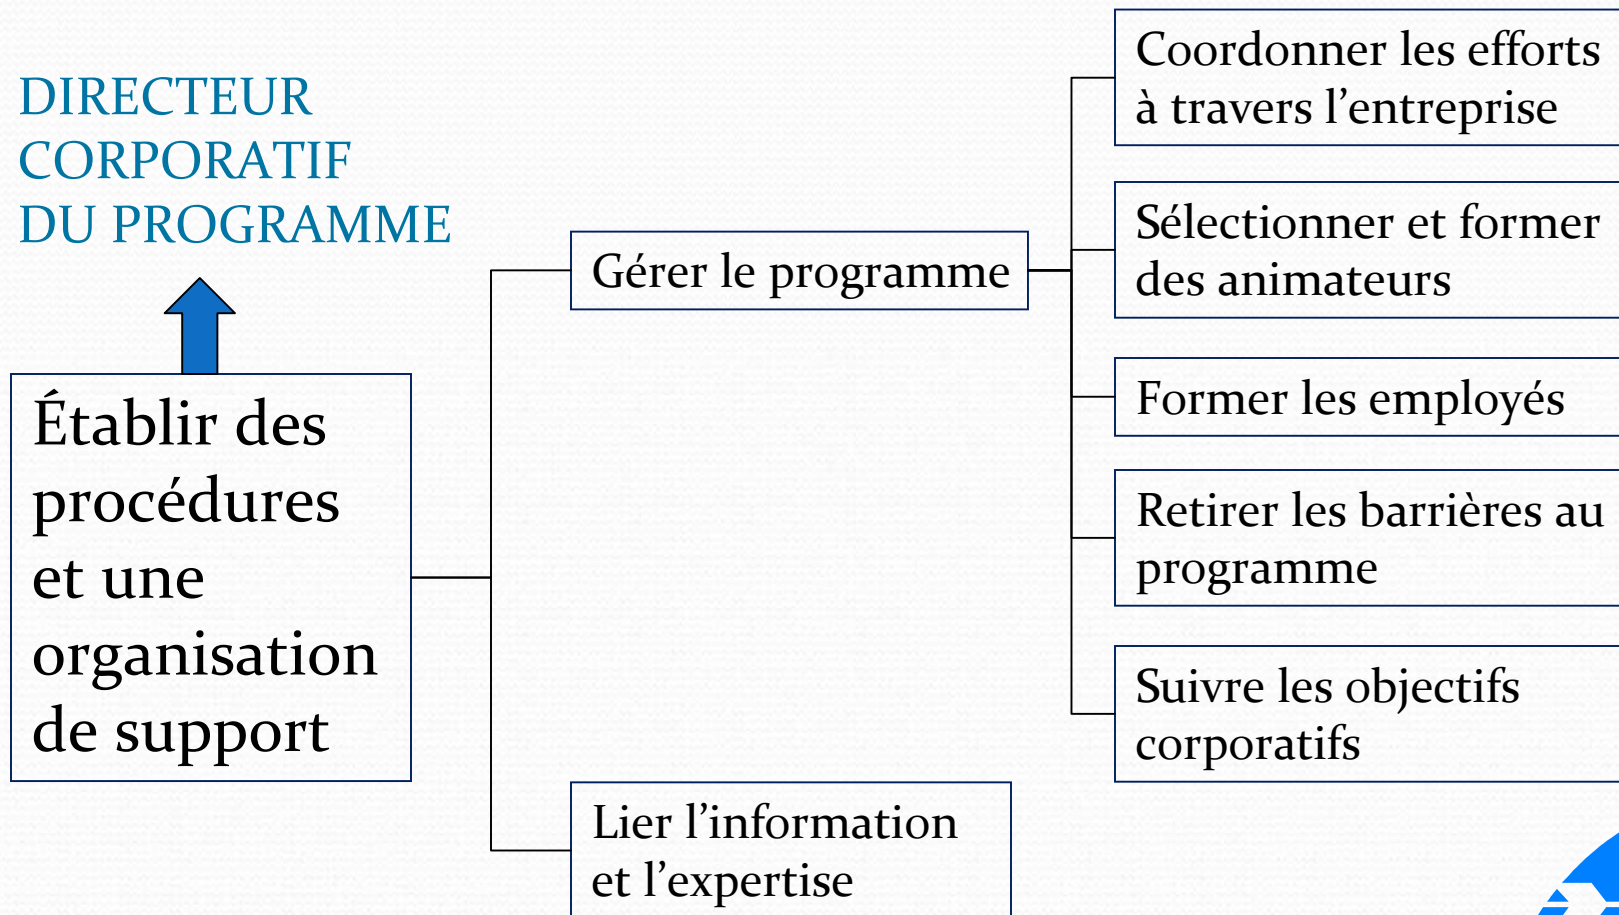 DIRECTEUR
CORPORATIF
DU PROGRAMME
Établir des
procédures
et une
organisation
de support
Gérer le programme
Lier l’information
et l’expertise
Coordonner les efforts
à travers l’entreprise
Sélectionner et former
des animateurs
Former les employés
Retirer les barrières au
programme
Suivre les objectifs
corporatifs